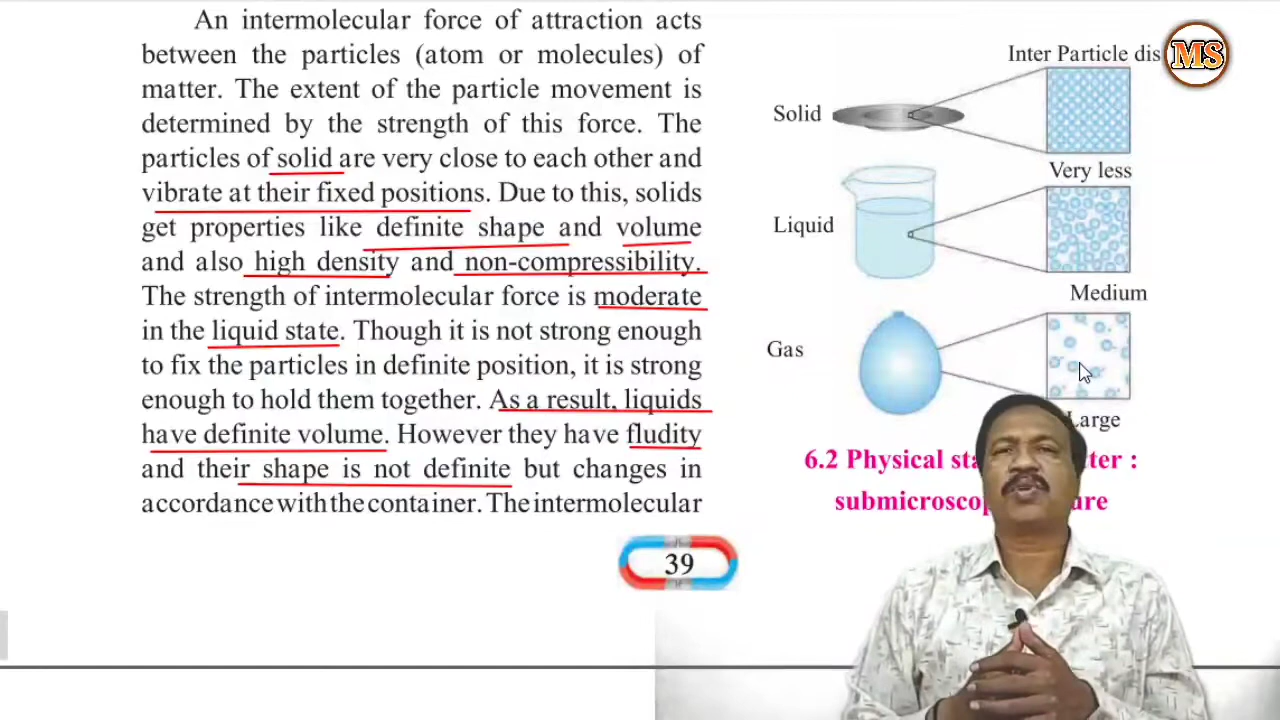 An intermolecular force of attraction acts
between the particles (atom or molecules) of
matter. The extent of the particle movement is
determined by the strength of this force. The
particles of solid are very close to each other and
vibrate at their fixed positions. Due to this, solids
get properties like definite shape and volume
and also high density and non-compressibility.
The strength of intermolecular force is moderate
in the liquid state. Though it is not strong enough
to fix the particles in definite position, it is strong
enough to hold them together. As a result, liquids
have definite volume. However they have fludity
and their shape is not definite but changes in
accordance with the container. The intermolecular
39
Inter Particle dis
MS
Solid
Very less
Liquid
Medium
Gas
Large
6.2 Physical sta ter :
submicroscop ure